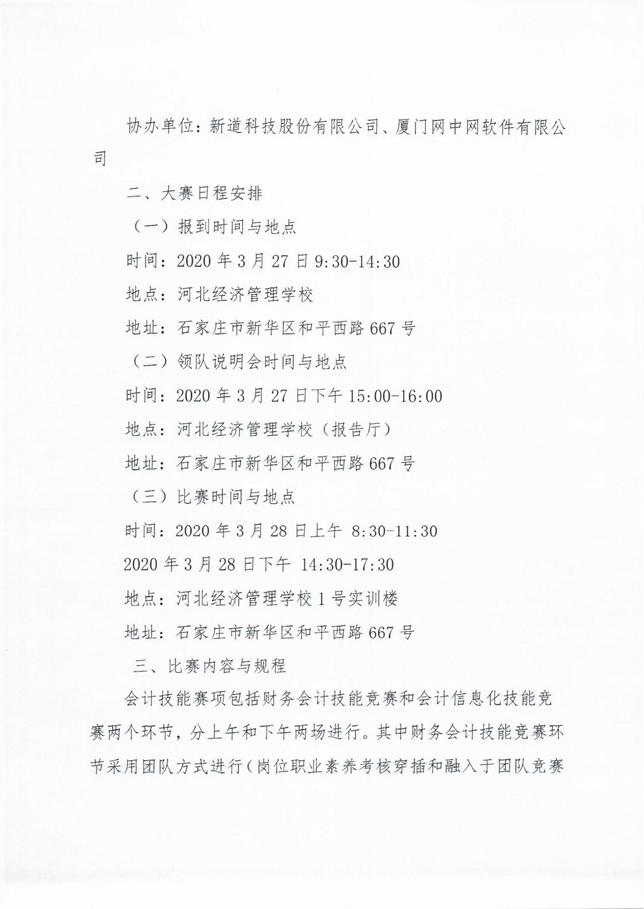 协办单位：新道科技股份有限公司、厦门网中网软件有限公
司
二、大赛日程安排
（一）报到时间与地点
时间：2020 年 3 月 27 日 9:30-14:30
地点：河北经济管理学校
地址：石家庄市新华区和平西路 667 号
（二）领队说明会时间与地点
时间：2020 年 3 月 27 日下午 15:00-16:00
地点：河北经济管理学校（报告厅）
地址：石家庄市新华区和平西路 667 号
（三）比赛时间与地点
时间：2020 年 3 月 28 日上午 8:30-11:30
2020 年 3 月 28 日下午 14:30-17:30
地点：河北经济管理学校 1 号实训楼
地址：石家庄市新华区和平西路 667 号
三、比赛内容与规程
会计技能赛项包括财务会计技能竞赛和会计信息化技能竞
赛两个环节，分上午和下午两场进行。其中财务会计技能竞赛环
节采用团队方式进行（岗位职业素养考核穿插和融入于团队竞赛